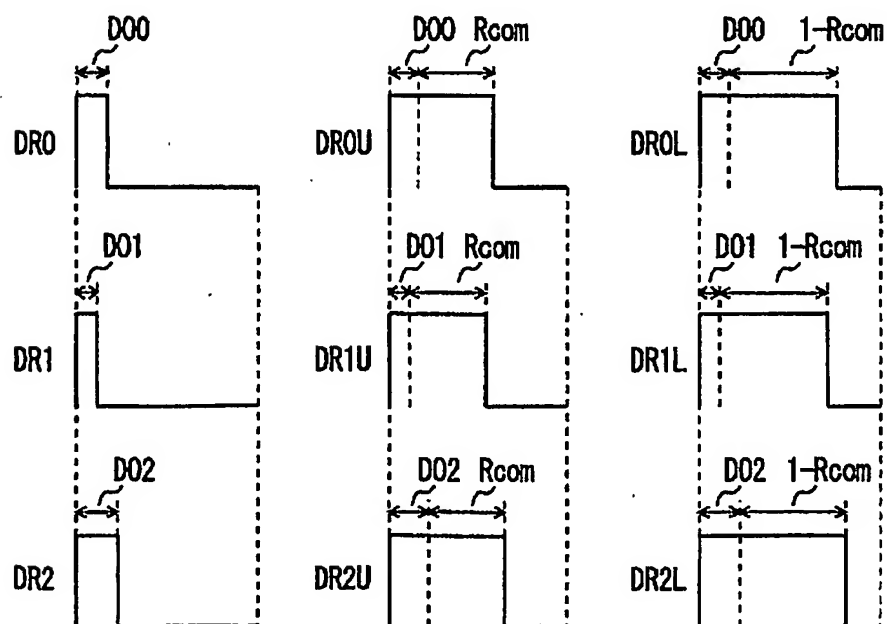 D00 D00 Rcom D00 1-Rcom
DR0 DR0U DR0L
D01 D01 Rcom D01 1-Rcom
DR1 DR1U DR1L
D02 D02 Rcom D02 1-Rcom
DR2 DR2U DR2L